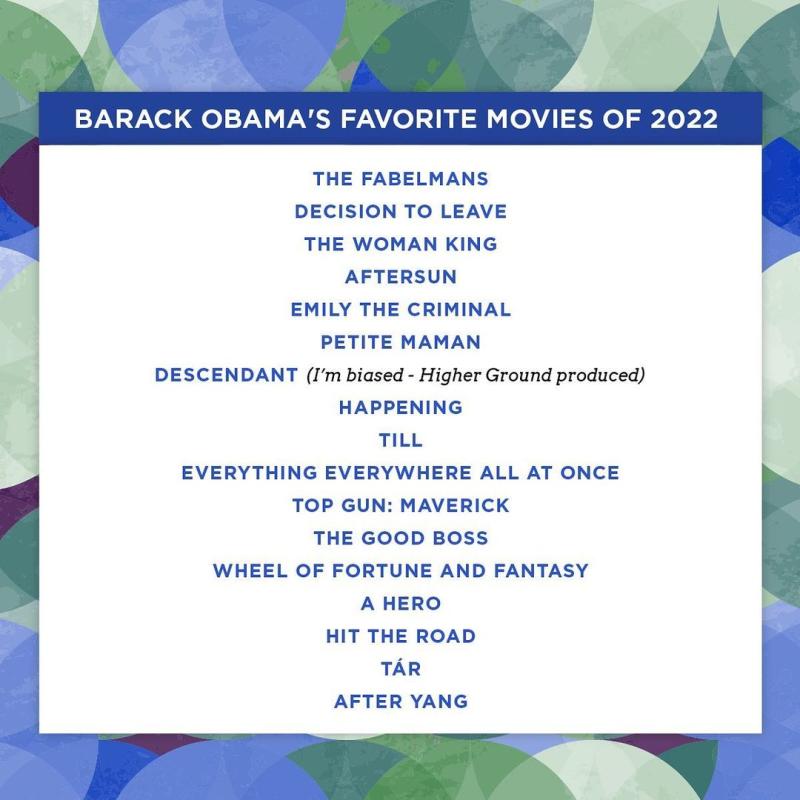 BARACK OBAMA'S FAVORITE MOVIES OF 2022
THE FABELMANS
DECISION TO LEAVE
THE WOMAN KING
AFTERSUN
EMILY THE CRIMINAL
PETITE MAMAN
DESCENDANT (I'm biased - Higher Ground produced)
HAPPENING
TILL
EVERYTHING EVERYWHERE ALL AT ONCE
TOP GUN: MAVERICK
THE GOOD BOSS
WHEEL OF FORTUNE AND FANTASY
A HERO
HIT THE ROAD
TÁR
AFTER YANG